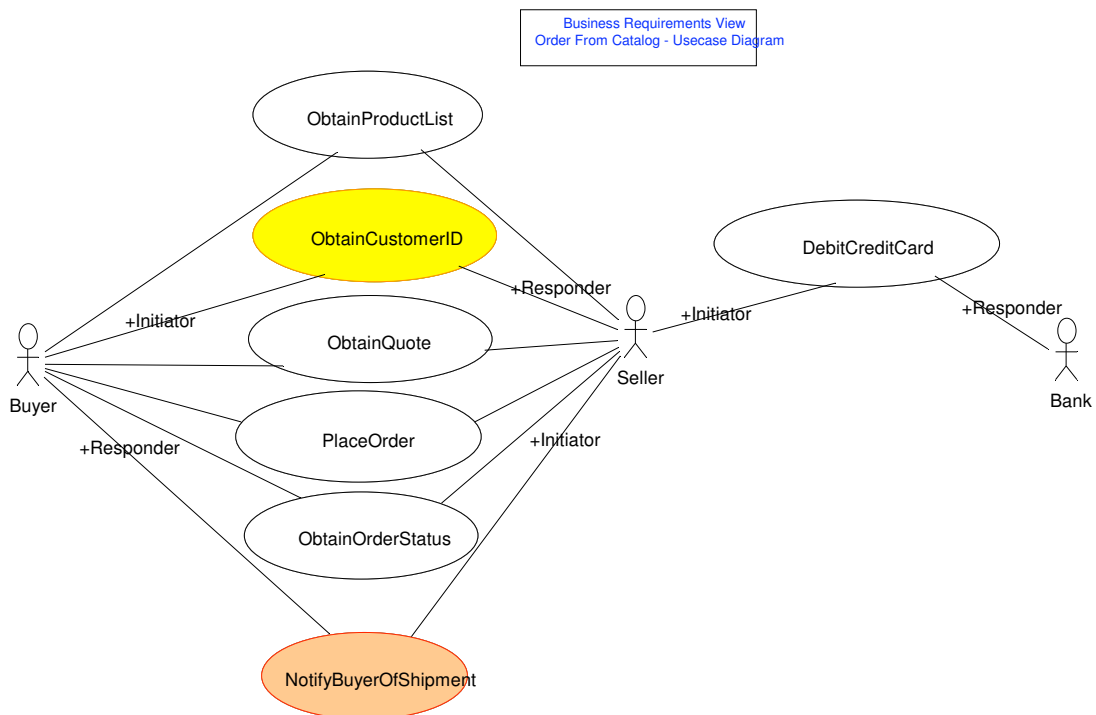 Business Requirements View
Order From Catalog - Usecase Diagram
ObtainProductList
ObtainCustomerID
DebitCreditCard
+Responder
+Initiator
+Responder
+Initiator
ObtainQuote
Seller
Buyer
Bank
PlaceOrder
+Initiator
+Responder
ObtainOrderStatus
NotifyBuyerOfShipment